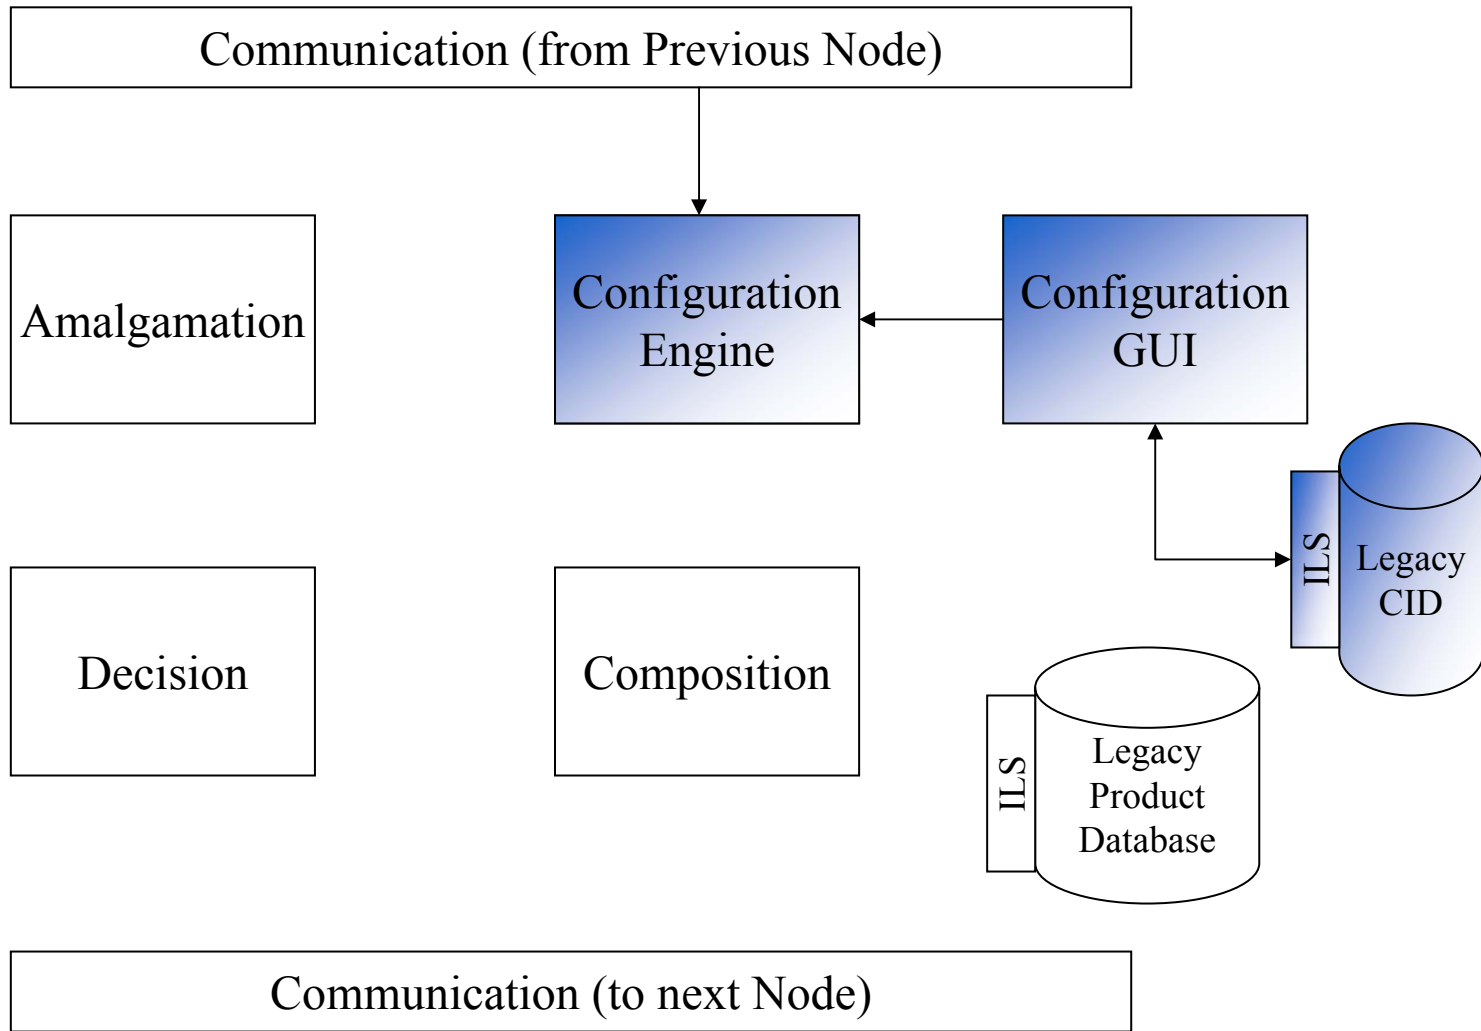 Communication (from Previous Node)
Amalgamation
Configuration
Engine
Configuration
GUI
ILS
Legacy
CID
Decision
Composition
ILS
Legacy
Product
Database
Communication (to next Node)